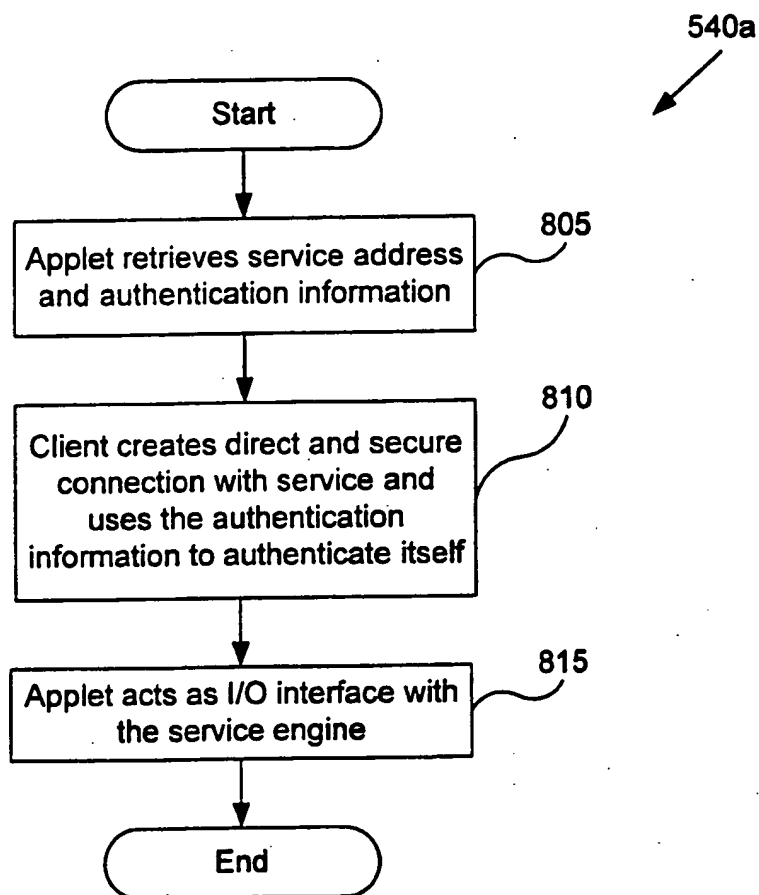 540a
Start
805
Applet retrieves service address
and authentication information
810
Client creates direct and secure
connection with service and
uses the authentication
information to authenticate itself
815
Applet acts as I/O interface with
the service engine
End